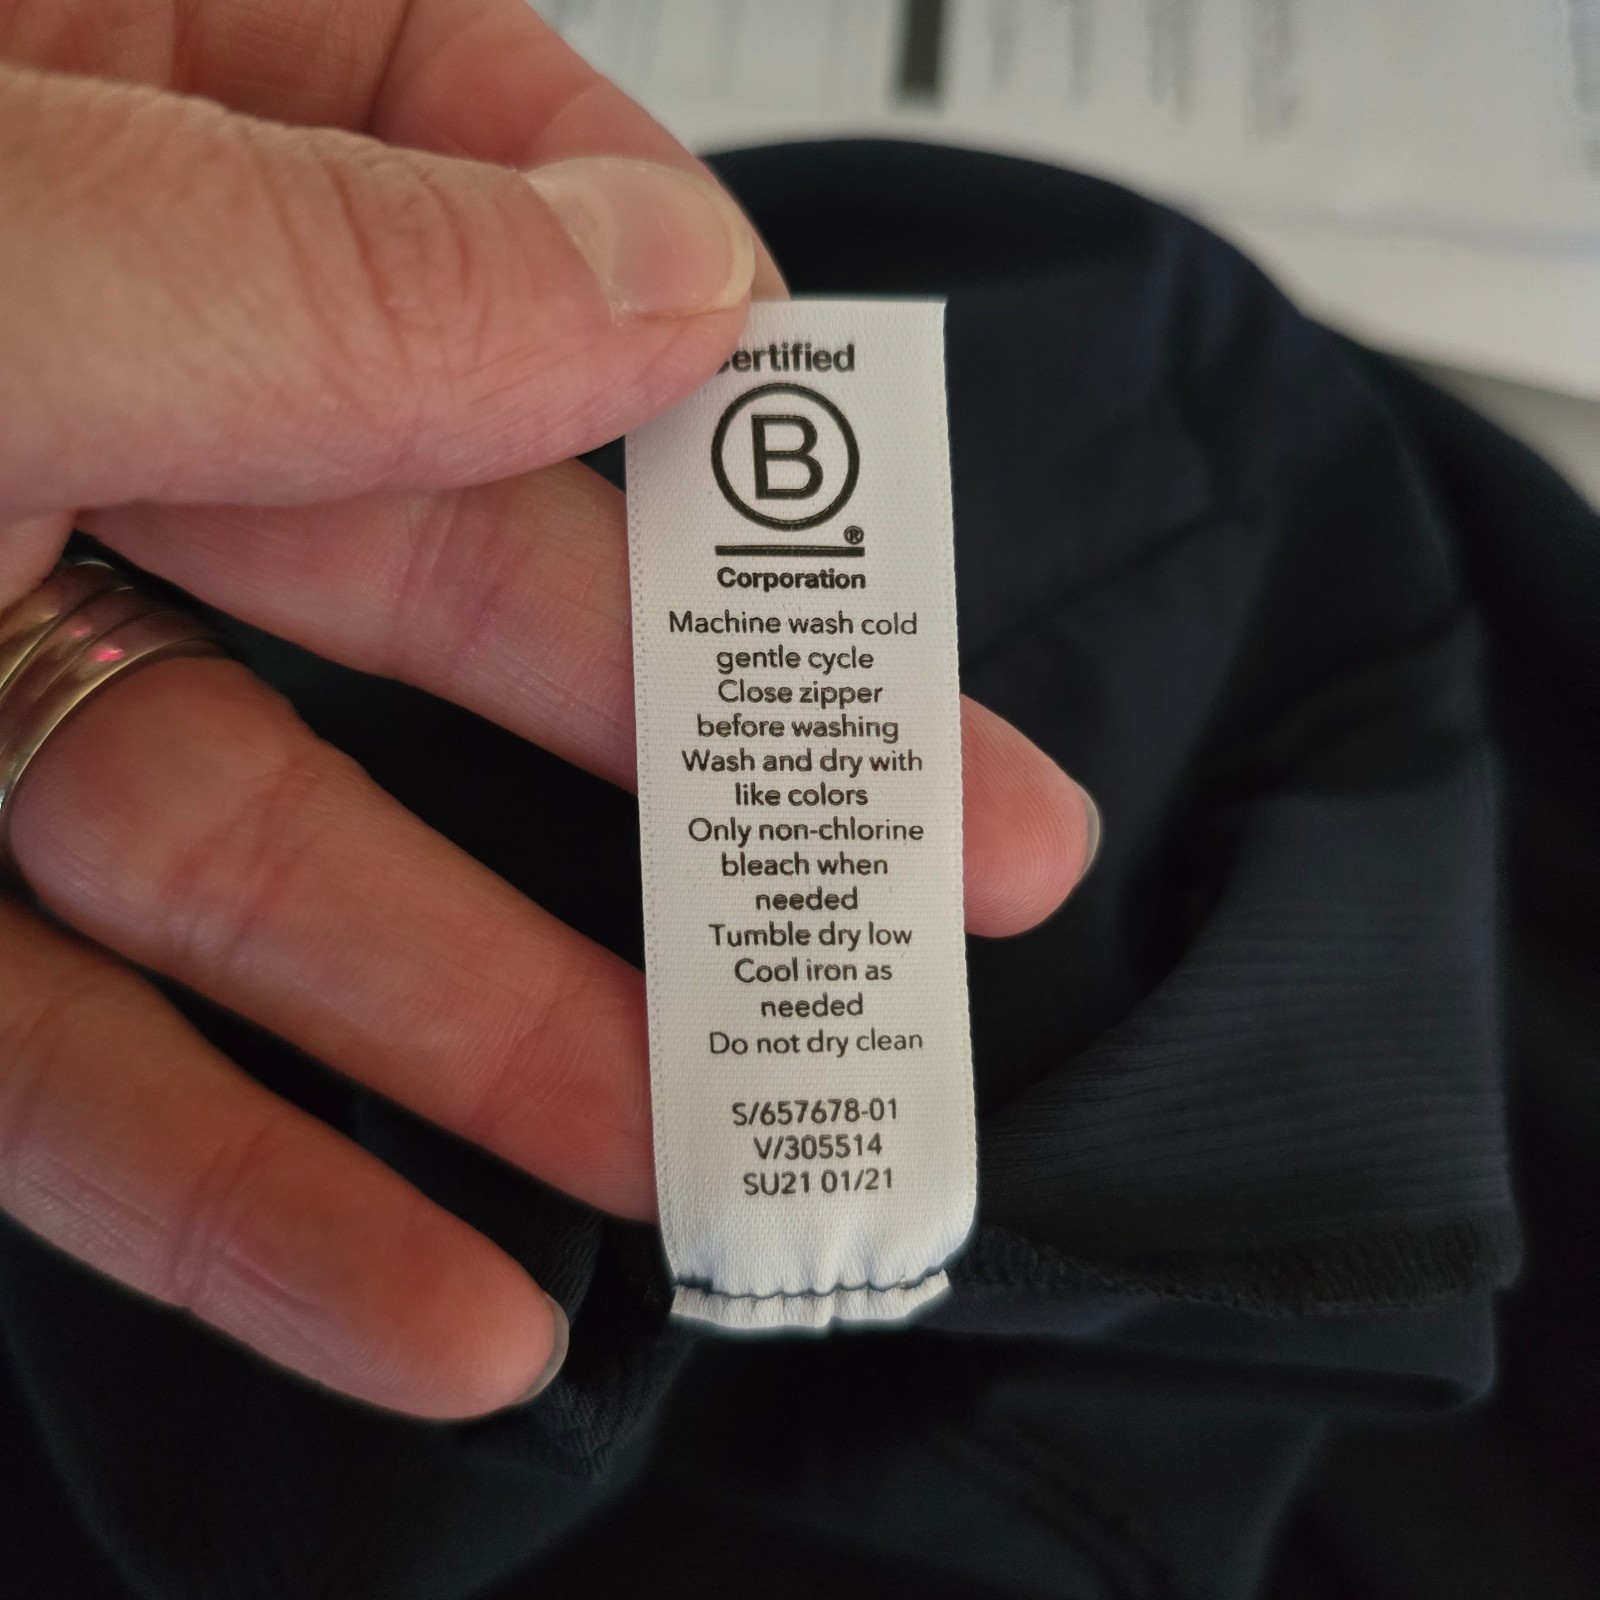 ertified
B
®
Corporation
Machine wash cold
gentle cycle
Close zipper
before washing
Wash and dry with
like colors
Only non-chlorine
bleach when
needed
Tumble dry low
Cool iron as
needed
Do not dry clean
S/657678-01
V/305514
SU21 01/21